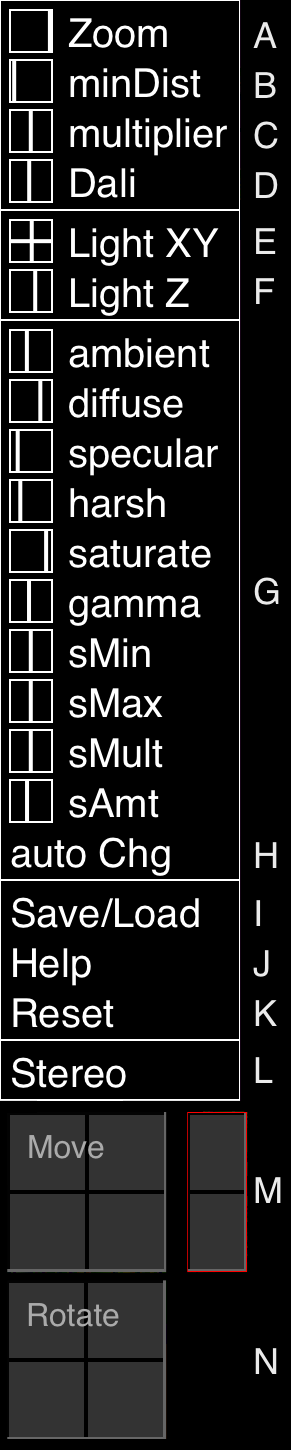 Zoom A
minDist B
multiplier C
Dali D
Light XY E
Light Z F
ambient
diffuse
specular
harsh
saturate
gamma G
sMin
sMax
sMult
sAmt
auto Chg H
Save/Load I
Help J
Reset K
Stereo L
Move
M
Rotate
N